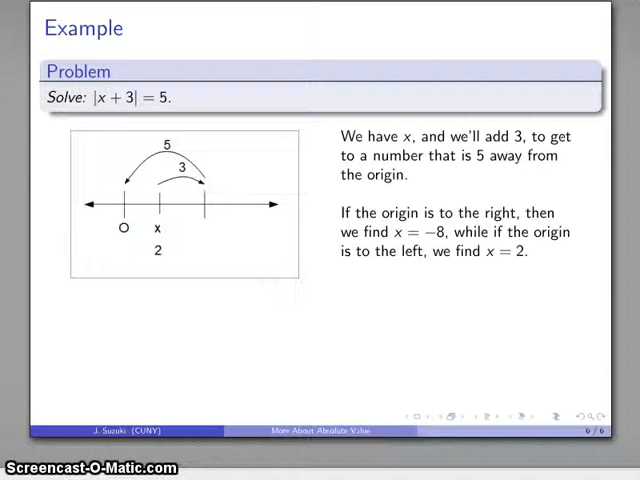 Example
Problem
Solve: |x + 3| = 5.
5
3
O x
2
We have x, and we'll add 3, to get
to a number that is 5 away from
the origin.
If the origin is to the right, then
we find x = −8, while if the origin
is to the left, we find x = 2.
J. Suzuki (CUNY)
More About Absolute Value
6 / 6
Screencast-O-Matic.com